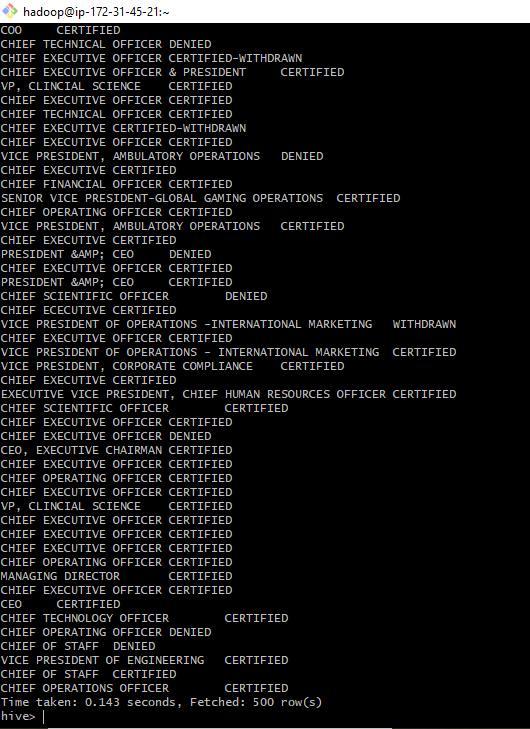 hadoop@ip-172-31-45-21:~
COO CERTIFIED
CHIEF TECHNICAL OFFICER DENIED
CHIEF EXECUTIVE OFFICER CERTIFIED-WITHDRAWN
CHIEF EXECUTIVE OFFICER & PRESIDENT CERTIFIED
VP, CLINCIAL SCIENCE CERTIFIED
CHIEF EXECUTIVE OFFICER CERTIFIED
CHIEF TECHNICAL OFFICER CERTIFIED
CHIEF EXECUTIVE CERTIFIED-WITHDRAWN
CHIEF EXECUTIVE OFFICER CERTIFIED
VICE PRESIDENT, AMBULATORY OPERATIONS DENIED
CHIEF EXECUTIVE CERTIFIED
CHIEF FINANCIAL OFFICER CERTIFIED
SENIOR VICE PRESIDENT-GLOBAL GAMING OPERATIONS CERTIFIED
CHIEF OPERATING OFFICER CERTIFIED
VICE PRESIDENT, AMBULATORY OPERATIONS CERTIFIED
CHIEF EXECUTIVE CERTIFIED
PRESIDENT &AMP; CEO DENIED
CHIEF EXECUTIVE OFFICER CERTIFIED
PRESIDENT &AMP; CEO CERTIFIED
CHIEF SCIENTIFIC OFFICER DENIED
CHIEF ECECUTIVE CERTIFIED
VICE PRESIDENT OF OPERATIONS -INTERNATIONAL MARKETING WITHDRAWN
CHIEF EXECUTIVE OFFICER CERTIFIED
VICE PRESIDENT OF OPERATIONS - INTERNATIONAL MARKETING CERTIFIED
VICE PRESIDENT, CORPORATE COMPLIANCE CERTIFIED
CHIEF EXECUTIVE CERTIFIED
EXECUTIVE VICE PRESIDENT, CHIEF HUMAN RESOURCES OFFICER CERTIFIED
CHIEF SCIENTIFIC OFFICER CERTIFIED
CHIEF EXECUTIVE OFFICER CERTIFIED
CHIEF EXECUTIVE OFFICER DENIED
CEO, EXECUTIVE CHAIRMAN CERTIFIED
CHIEF EXECUTIVE OFFICER CERTIFIED
CHIEF OPERATING OFFICER CERTIFIED
CHIEF EXECUTIVE OFFICER CERTIFIED
VP, CLINCIAL SCIENCE CERTIFIED
CHIEF EXECUTIVE OFFICER CERTIFIED
CHIEF EXECUTIVE OFFICER CERTIFIED
CHIEF EXECUTIVE OFFICER CERTIFIED
CHIEF OPERATING OFFICER CERTIFIED
MANAGING DIRECTOR CERTIFIED
CHIEF EXECUTIVE OFFICER CERTIFIED
CEO CERTIFIED
CHIEF TECHNOLOGY OFFICER CERTIFIED
CHIEF OPERATING OFFICER DENIED
CHIEF OF STAFF DENIED
VICE PRESIDENT OF ENGINEERING CERTIFIED
CHIEF OF STAFF CERTIFIED
CHIEF OPERATIONS OFFICER CERTIFIED
Time taken: 0.143 seconds, Fetched: 500 row(s)
hive>